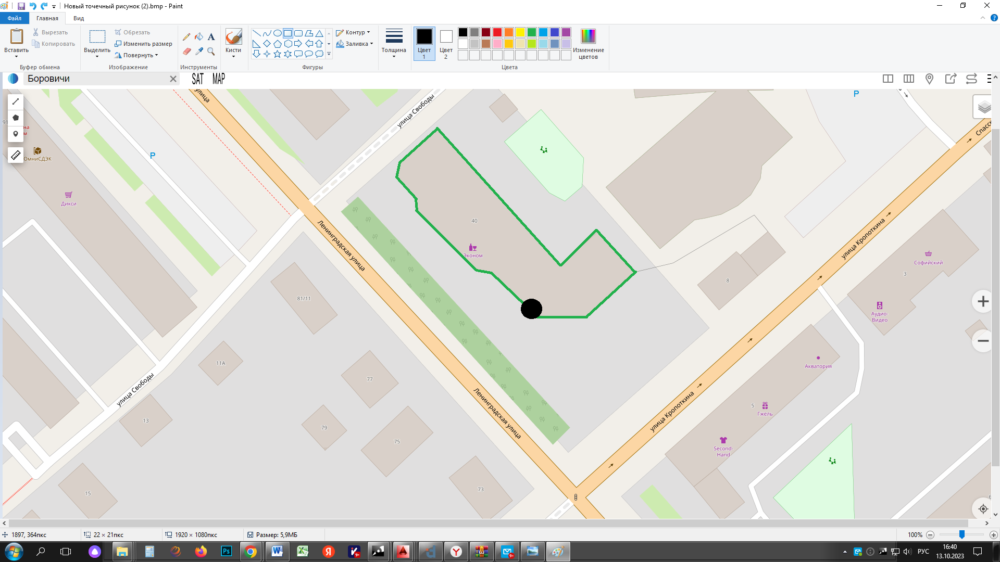 Новый точечный рисунок (2).bmp - Paint
Файл
Главная
Вид
Вставить
Вырезать
Копировать
Буфер обмена
Выделить
Обрезать
Изменить размер
Повернуть
Изображение
A
Инструменты
Кисти
Контур
Заливка
Фигуры
Толщина
Цвет
1
Цвет
2
Изменение
цветов
Цвета
Боровичи
SAT
MAP
улица
улица Свободы
P
P
ОмниСДЭК
Дикси
40
Эконом
Ленинградская улица
улица Кропоткина
Спасск
Софийский
3
8
81/11
Аудио-
Видео
11А
77
Акватория
улица Свободы
Ленинградская улица
улица Кропоткина
5
Гжель
13
79
75
Second-
Hand
15
73
1897, 364пкс
22 × 21пкс
1920 × 1080пкс
Размер: 5,9МБ
100%
РУС
16:40
13.10.2023